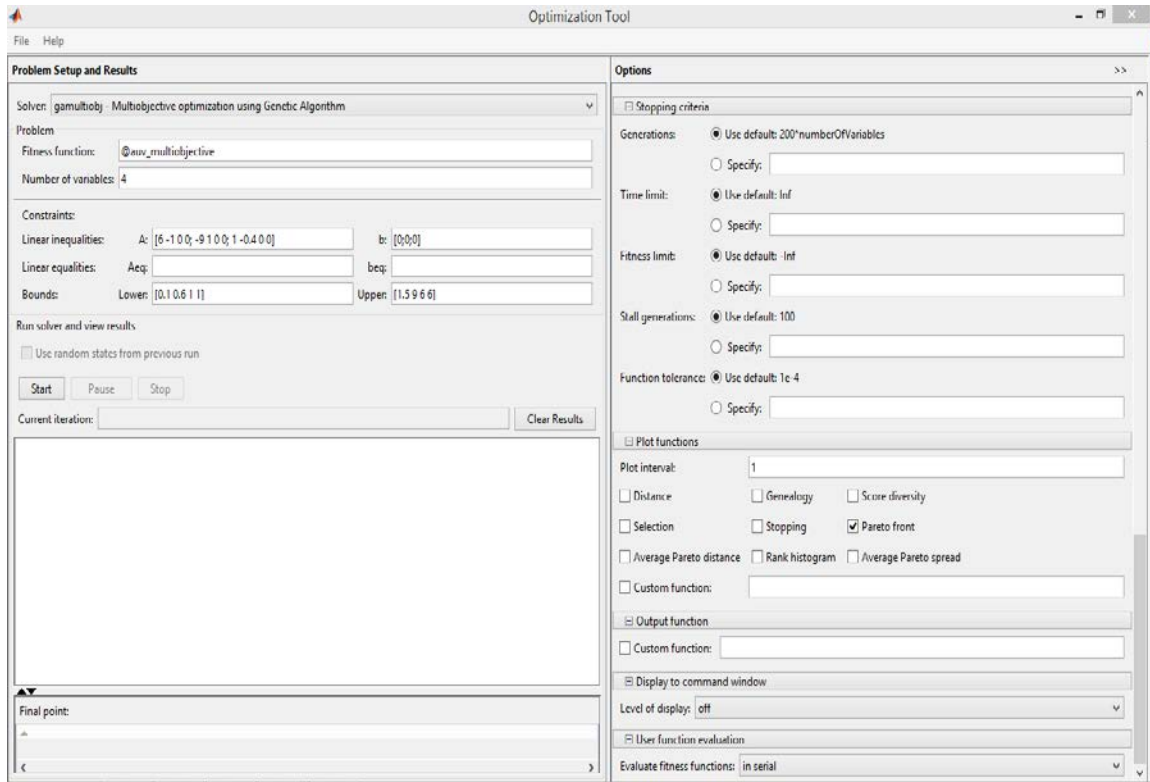 Optimization Tool
File Help
Problem Setup and Results
Solver: gamultiobj - Multiobjective optimization using Genetic Algorithm
Problem
Fitness function: @auv_multiobjective
Number of variables: 4
Constraints:
Linear inequalities: A: [6 -1 0 0; -9 1 0 0; 1 -0.4 0 0] b: [0;0;0]
Linear equalities: Aeq: beq:
Bounds: Lower: [0.1 0.6 1 1] Upper: [1.5 9 6 6]
Run solver and view results
Use random states from previous run
Start Pause Stop
Current iteration: Clear Results
Final point:
Options >>
Stopping criteria
Generations: Use default: 200*numberOfVariables
Specify:
Time limit: Use default: Inf
Specify:
Fitness limit: Use default: -Inf
Specify:
Stall generations: Use default: 100
Specify:
Function tolerance: Use default: 1e-4
Specify:
Plot functions
Plot interval: 1
Distance Genealogy Score diversity
Selection Stopping Pareto front
Average Pareto distance Rank histogram Average Pareto spread
Custom function:
Output function
Custom function:
Display to command window
Level of display: off
User function evaluation
Evaluate fitness functions: in serial